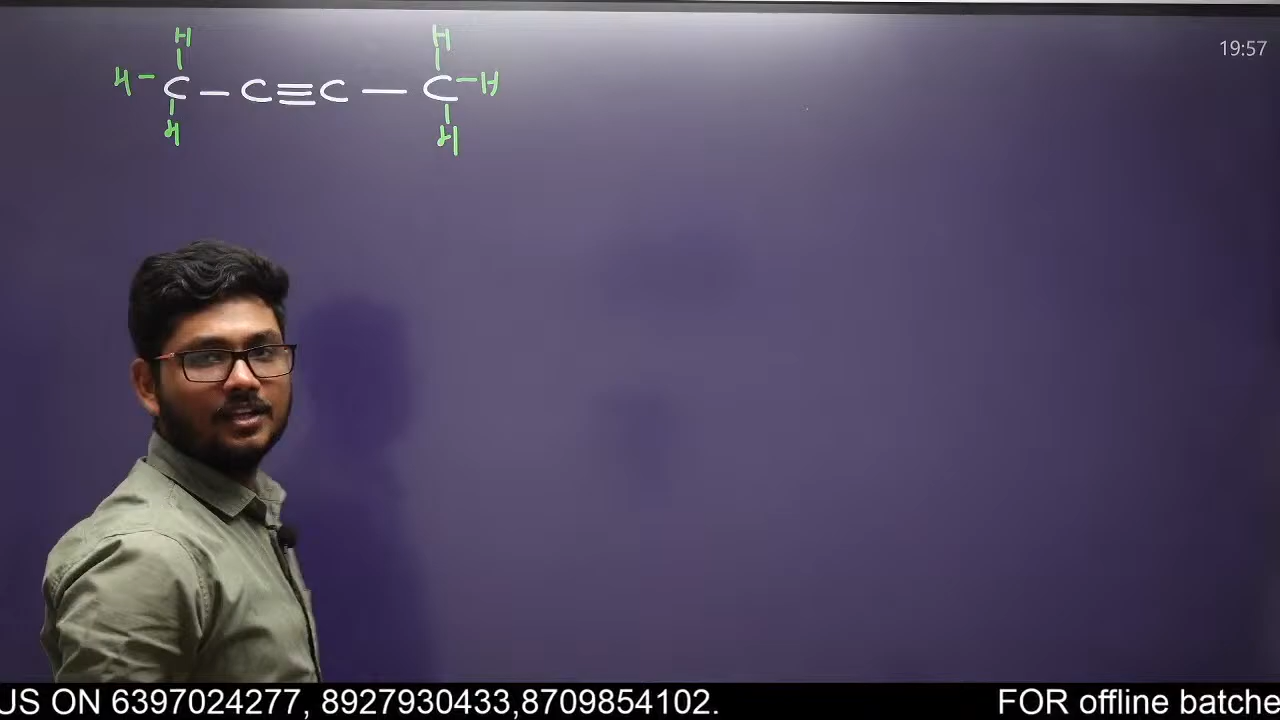 19:57
H H
H - C - C ≡ C - C - H
H H
US ON 6397024277, 8927930433,8709854102. FOR offline batche